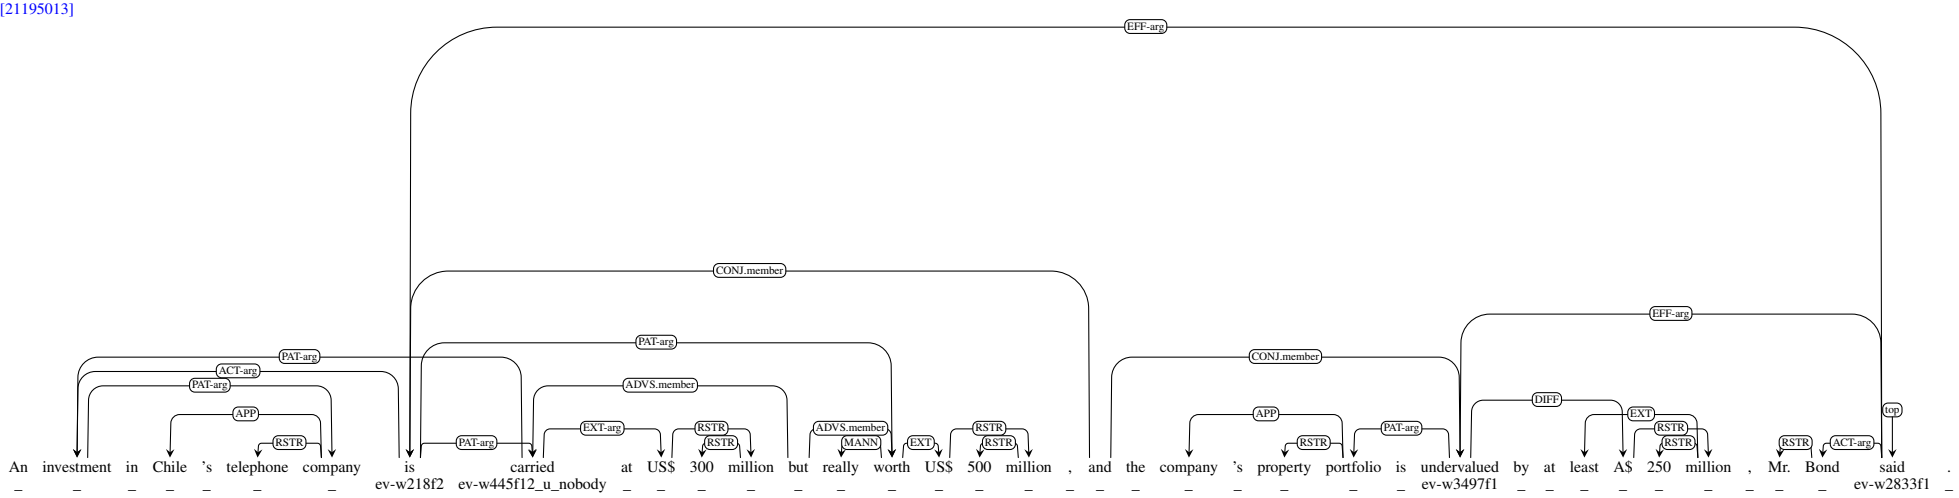 [21195013]
EFF-arg
CONJ.member
EFF-arg
PAT-arg
PAT-arg CONJ.member
ACT-arg
PAT-arg ADVS.member
DIFF
top
APP APP EXT
EXT-arg RSTR ADVS.member RSTR PAT-arg RSTR
RSTR PAT-arg RSTR MANN EXT RSTR RSTR RSTR RSTR ACT-arg
An investment in Chile 's telephone company is carried at US$ 300 million but really worth US$ 500 million , and the company 's property portfolio is undervalued by at least A$ 250 million , Mr. Bond said .
_ _ _ _ _ _ _ ev-w218f2 ev-w445f12_u_nobody _ _ _ _ _ _ _ _ _ _ _ _ _ _ _ _ _ _ ev-w3497f1 _ _ _ _ _ _ _ _ _ ev-w2833f1 _